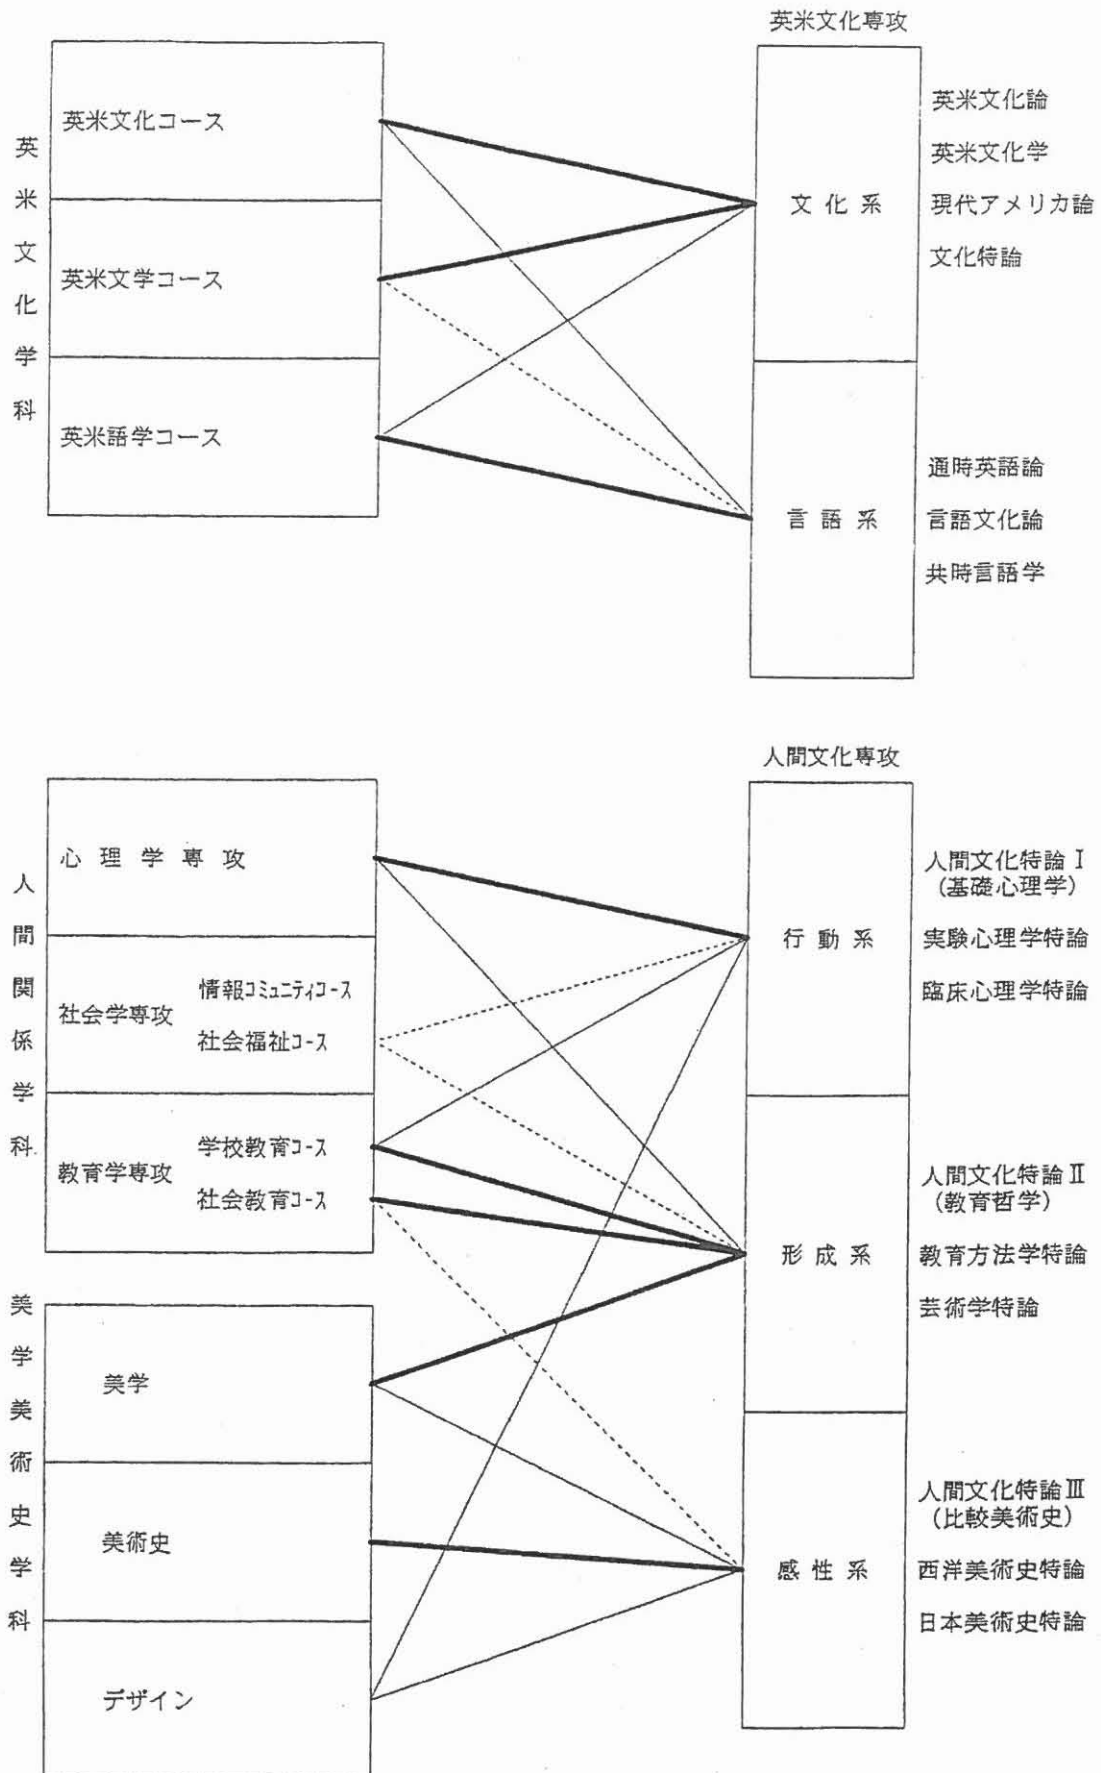 英米文化学科
英米文化コース
英米文学コース
英米語学コース
英米文化専攻
文化系
英米文化論
英米文化学
現代アメリカ論
文化特論
言語系
通時英語論
言語文化論
共時言語学
人間関係学科
心理学専攻
社会学専攻
情報コミュニティコース
社会福祉コース
教育学専攻
学校教育コース
社会教育コース
美学美術史学科
美学
美術史
デザイン
人間文化専攻
行動系
人間文化特論Ⅰ
(基礎心理学)
実験心理学特論
臨床心理学特論
形成系
人間文化特論Ⅱ
(教育哲学)
教育方法学特論
芸術学特論
感性系
人間文化特論Ⅲ
(比較美術史)
西洋美術史特論
日本美術史特論